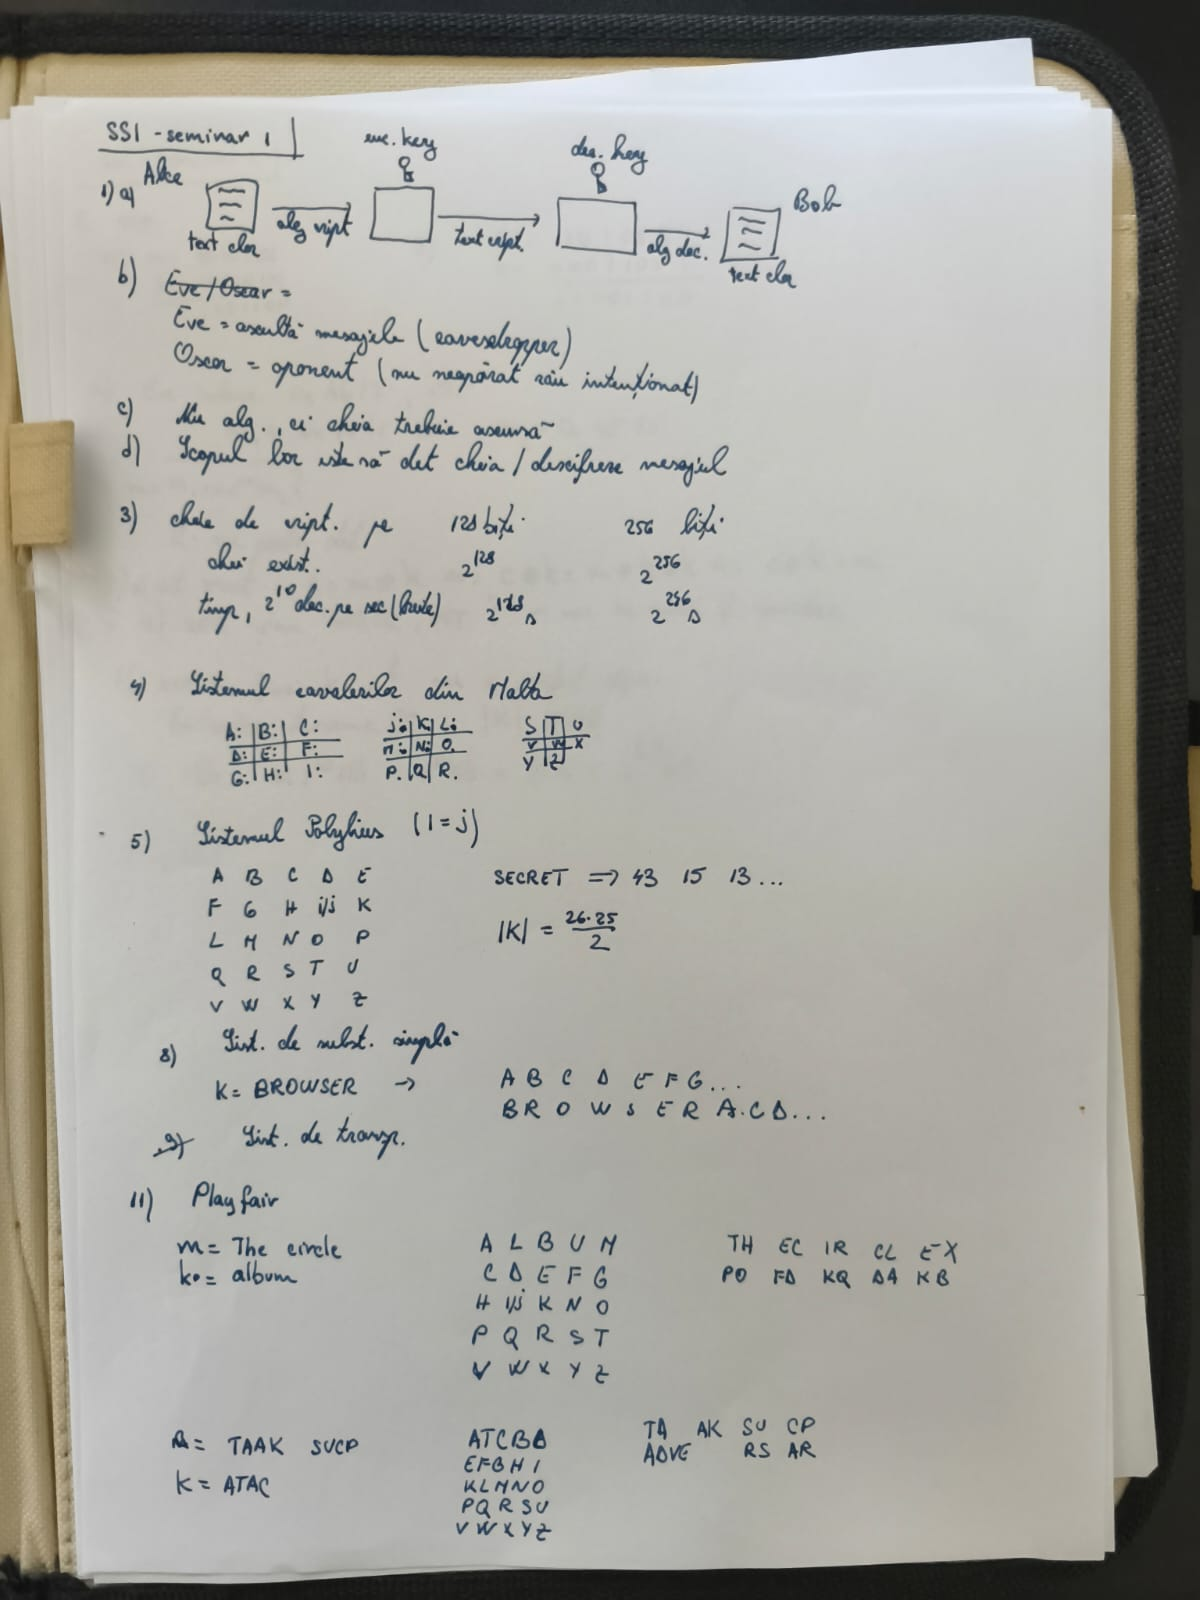 SSI - seminar 1
enc. key
dec. key
1) a) Alice
Bob
text clar
alg cript
text cript.
alg dec.
text clar
b) Eve/Oscar =
Eve = ascultă mesajele (eavesdropper)
Oscar = oponent (nu neapărat rău intenționat)
c) Nu alg., ci cheia trebuie ascunsă
d) Scopul lor este să det cheia / descifreze mesajul
3) cheie de cript. pe 128 biți 256 biți
chei exist. 2^128 2^256
timp, 2^10 dec. pe sec (brute) 2^128 s 2^256 s
4) Sistemul cavalerilor din Malta
A: B: C: J. K. L. S T U
D: E: F: M. N. O. V W X
G: H: I: P. Q R. Y Z
5) Sistemul Polybius (I = j)
A B C D E SECRET => 43 15 13 ...
F G H i/j K |K| = 26·25 / 2
L M N O P
Q R S T U
V W X Y Z
8) Sist. de subst. simplă
K = BROWSER → A B C D E F G ...
B R O W S E R A. C D ...
9) Sist. de transp.
11) Playfair
m = The circle A L B U M TH EC IR CL EX
k = album C D E F G PO FD KQ DA KB
H I/j K N O
P Q R S T
V W X Y Z
= TAAK SUCP ATCBD TA AK SU CP
K = ATAC EFGHI ADVE RS AR
KLMNO
PQRSU
VWXYZ